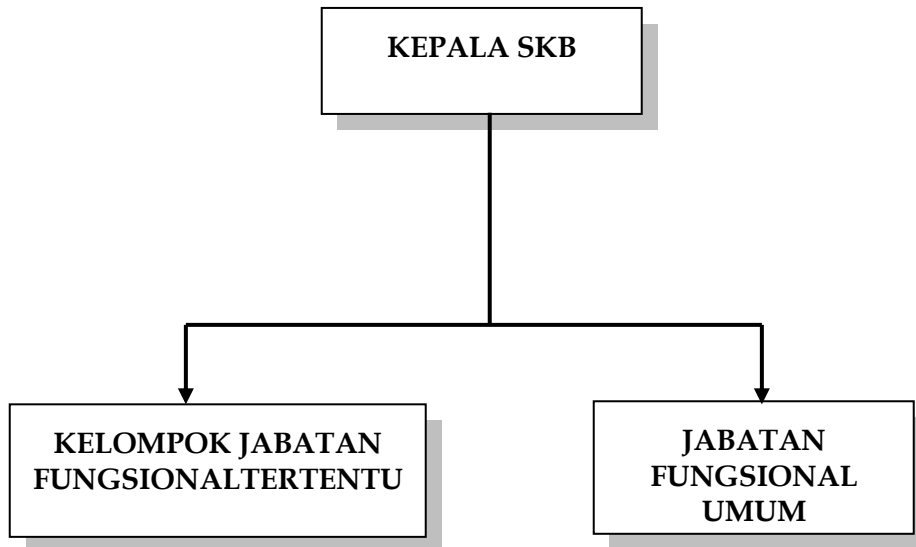 KEPALA SKB
KELOMPOK JABATAN
FUNGSIONALTERTENTU
JABATAN
FUNGSIONAL
UMUM